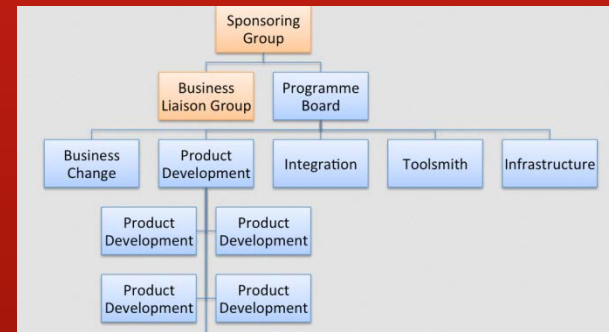 Sponsoring
Group
Business
Liaison Group
Programme
Board
Business
Change
Product
Development
Integration
Toolsmith
Infrastructure
Product
Development
Product
Development
Product
Development
Product
Development